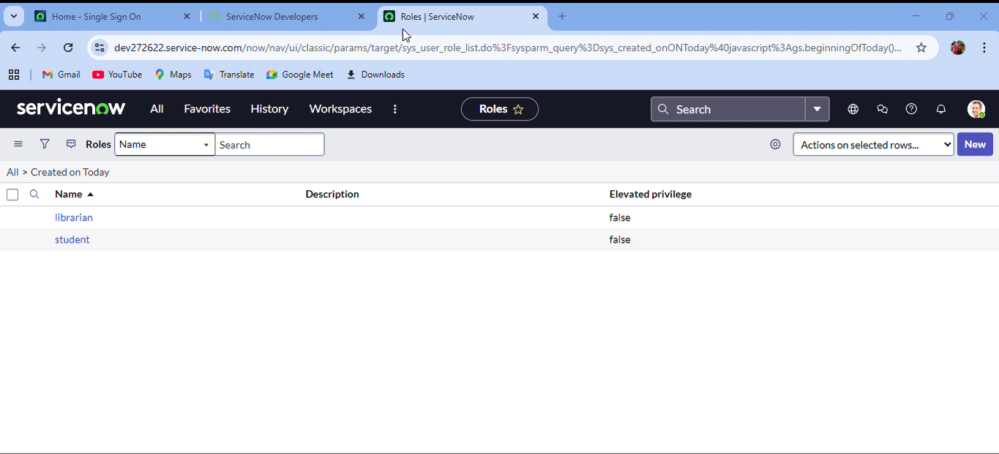 Home - Single Sign On
ServiceNow Developers
Roles | ServiceNow
dev272622.service-now.com/now/nav/ui/classic/params/target/sys_user_role_list.do%3Fsysparm_query%3Dsys_created_onONToday%40javascript%3Ags.beginningOfToday()...
Gmail YouTube Maps Translate Google Meet Downloads
servicenow All Favorites History Workspaces Roles Search
Roles Name Search Actions on selected rows... New
All > Created on Today
Name Description Elevated privilege
librarian false
student false